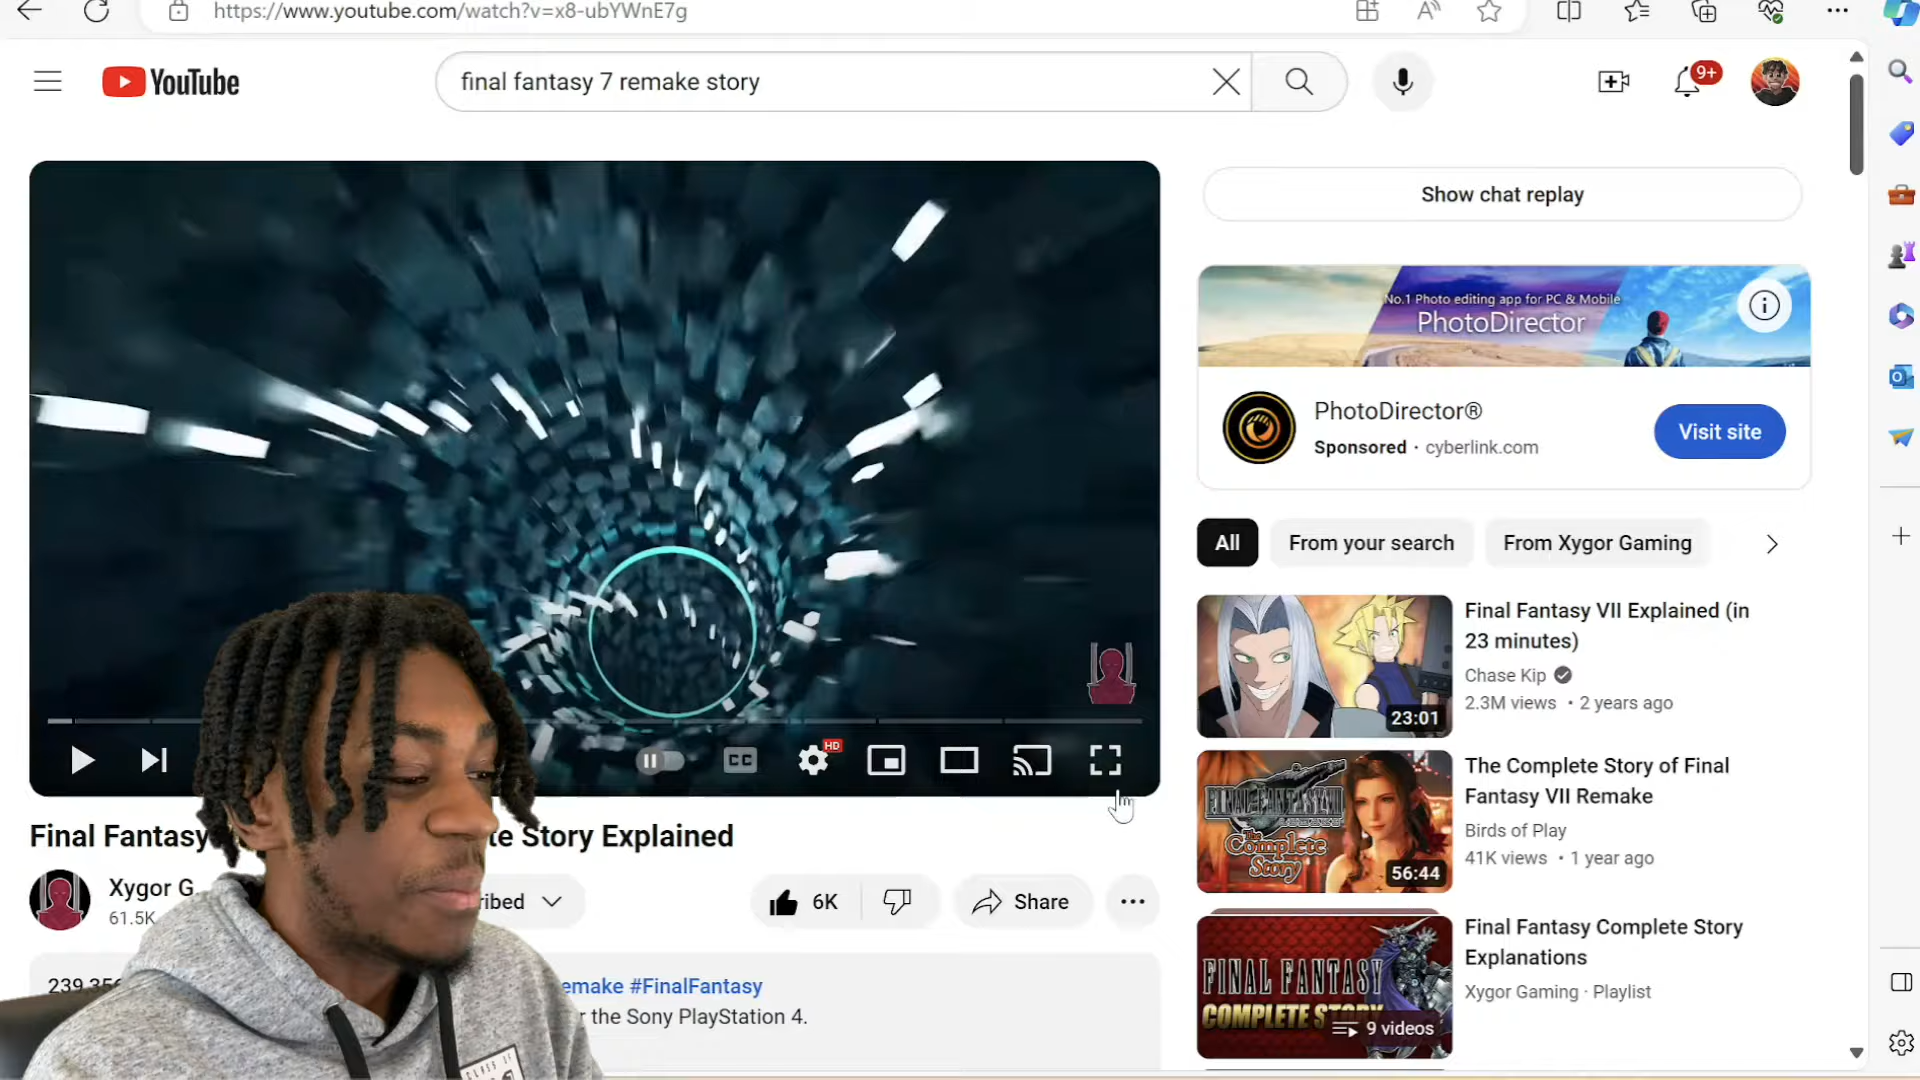 https://www.youtube.com/watch?v=x8-ubYWnE7g
YouTube
final fantasy 7 remake story
9+
Show chat replay
No.1 Photo editing app for PC & Mobile
PhotoDirector
PhotoDirector®
Sponsored · cyberlink.com
Visit site
All
From your search
From Xygor Gaming
HD
CC
Final Fantasy
te Story Explained
Xygor G
61.5K
ribed
6K
Share
239,35
emake #FinalFantasy
r the Sony PlayStation 4.
CLASS OF
23:01
Final Fantasy VII Explained (in
23 minutes)
Chase Kip
2.3M views • 2 years ago
FINAL FANTASY VII
The
Complete
Story
56:44
The Complete Story of Final
Fantasy VII Remake
Birds of Play
41K views • 1 year ago
FINAL FANTASY
COMPLETE S
9 videos
Final Fantasy Complete Story
Explanations
Xygor Gaming · Playlist